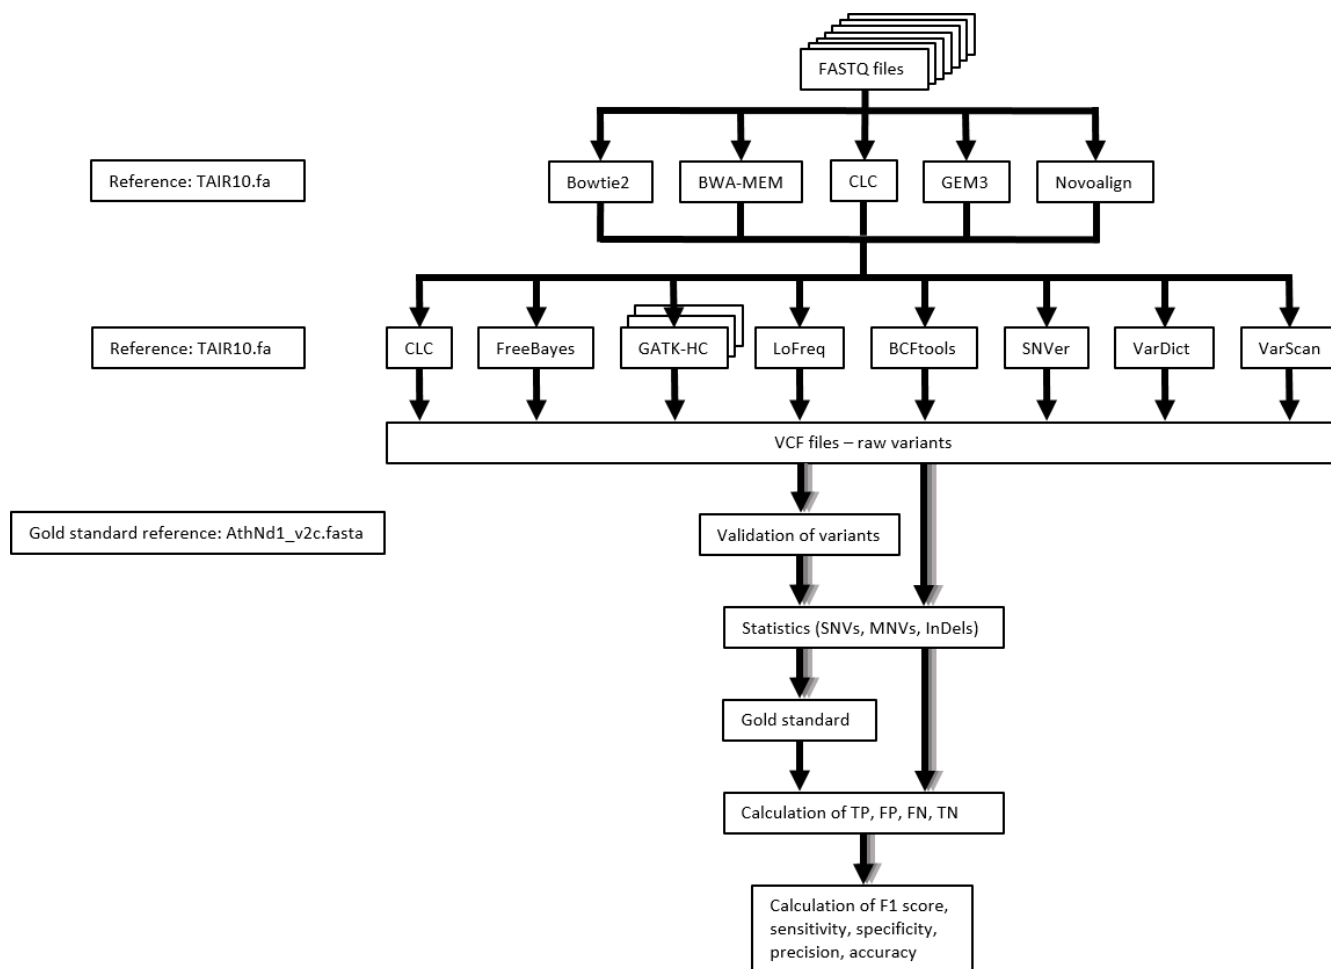 FASTQ files
Reference: TAIR10.fa
Bowtie2
BWA-MEM
CLC
GEM3
Novoalign
Reference: TAIR10.fa
CLC
FreeBayes
GATK-HC
LoFreq
BCFtools
SNVer
VarDict
VarScan
VCF files – raw variants
Gold standard reference: AthNd1_v2c.fasta
Validation of variants
Statistics (SNVs, MNVs, InDels)
Gold standard
Calculation of TP, FP, FN, TN
Calculation of F1 score,
sensitivity, specificity,
precision, accuracy